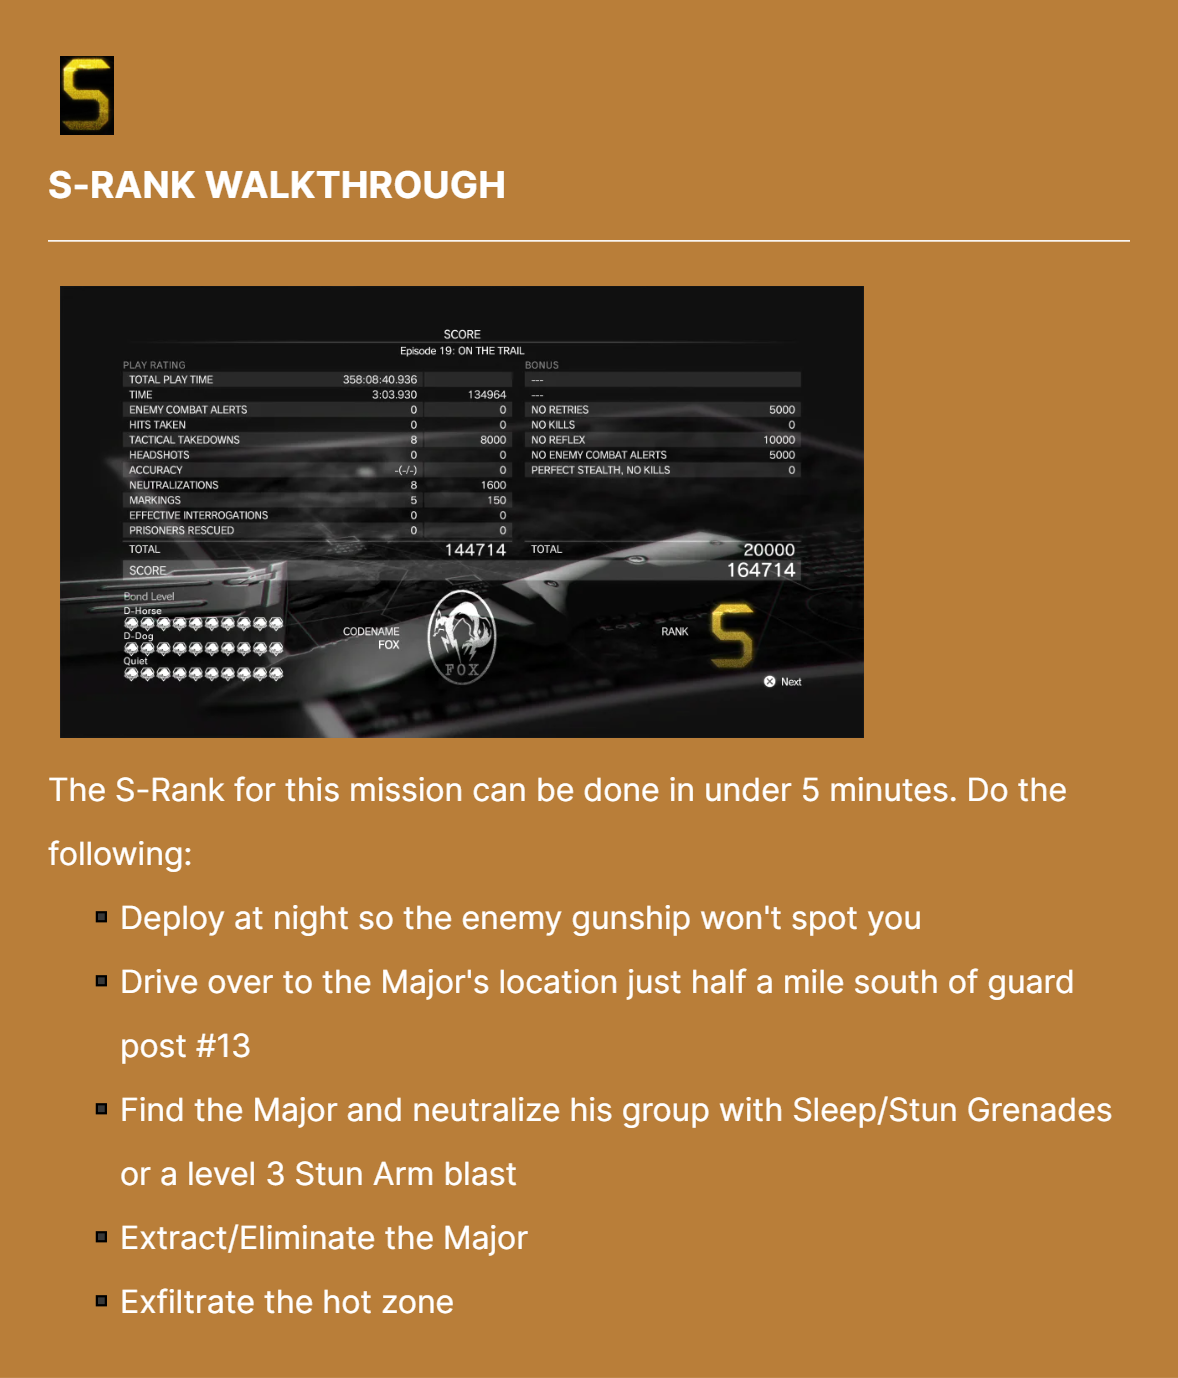 S
S-RANK WALKTHROUGH
SCORE
Episode 19: ON THE TRAIL
PLAY RATING
TOTAL PLAY TIME 358:08:40.936
TIME 3:03.930 134964
ENEMY COMBAT ALERTS 0 0
HITS TAKEN 0 0
TACTICAL TAKEDOWNS 8 8000
HEADSHOTS 0 0
ACCURACY -(-/-) 0
NEUTRALIZATIONS 8 1600
MARKINGS 5 150
EFFECTIVE INTERROGATIONS 0 0
PRISONERS RESCUED 0 0
TOTAL 144714
BONUS
---
---
NO RETRIES 5000
NO KILLS 0
NO REFLEX 10000
NO ENEMY COMBAT ALERTS 5000
PERFECT STEALTH, NO KILLS 0
TOTAL 20000
SCORE 164714
Bond Level
D-Horse
D-Dog
Quiet
CODENAME
FOX
FOX
RANK S
Next
The S-Rank for this mission can be done in under 5 minutes. Do the
following:
Deploy at night so the enemy gunship won't spot you
Drive over to the Major's location just half a mile south of guard
post #13
Find the Major and neutralize his group with Sleep/Stun Grenades
or a level 3 Stun Arm blast
Extract/Eliminate the Major
Exfiltrate the hot zone